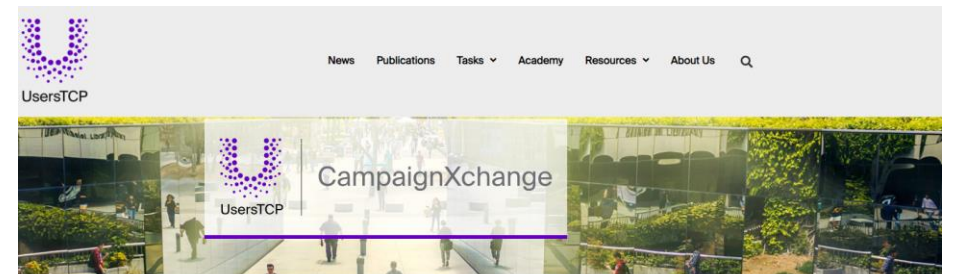 News Publications Tasks Academy Resources About Us
UsersTCP
UsersTCP
CampaignXchange